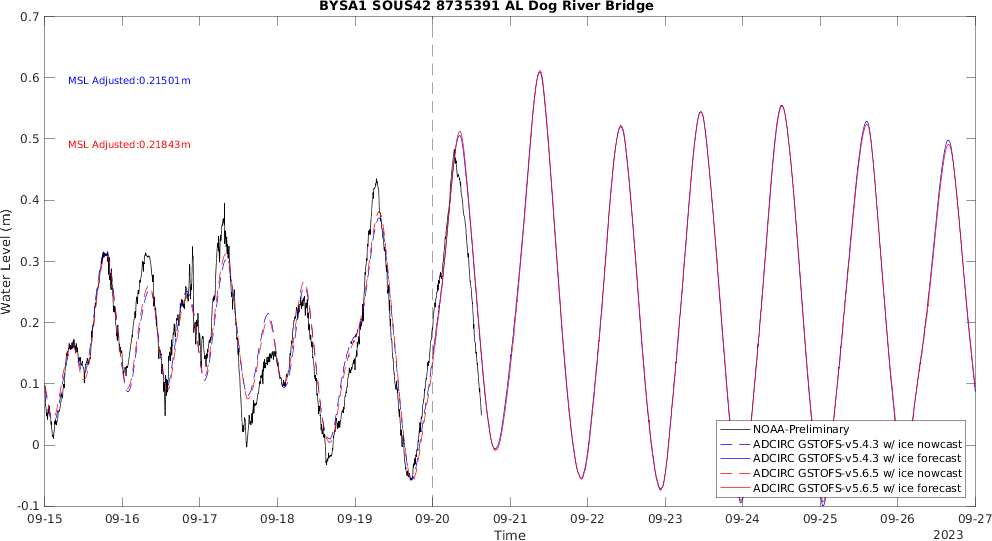 BYSA1 SOUS42 8735391 AL Dog River Bridge
0.7
0.6
0.5
0.4
0.3
0.2
0.1
0
-0.1
Water Level (m)
MSL Adjusted:0.21501m
MSL Adjusted:0.21843m
NOAA-Preliminary
ADCIRC GSTOFS-v5.4.3 w/ ice nowcast
ADCIRC GSTOFS-v5.4.3 w/ ice forecast
ADCIRC GSTOFS-v5.6.5 w/ ice nowcast
ADCIRC GSTOFS-v5.6.5 w/ ice forecast
09-15 09-16 09-17 09-18 09-19 09-20 09-21 09-22 09-23 09-24 09-25 09-26 09-27
Time
2023